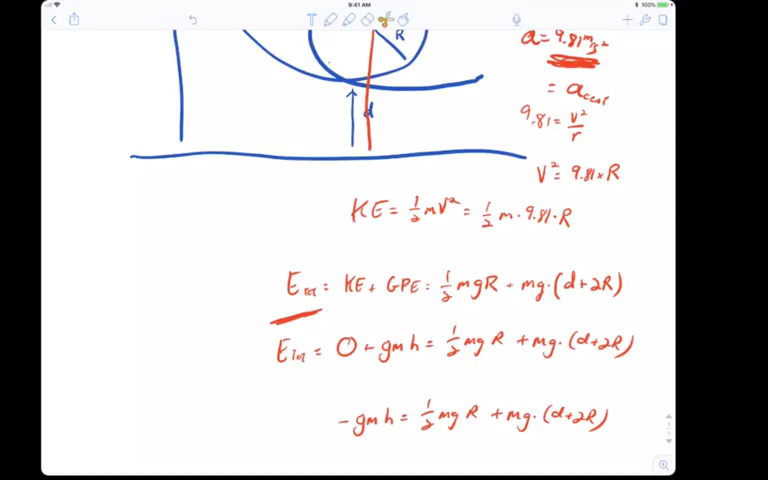 9:41 AM
100%
T
R
a = 9.81 m/s²
= a_cent
9.81 = v²/r
d
V² = 9.81 × R
KE = 1/2 mV² = 1/2 m · 9.81 · R
E_tot = KE + GPE = 1/2 mgR + mg · (d+2R)
E_tot = 0 + gmh = 1/2 mgR + mg · (d+2R)
- gmh = 1/2 mgR + mg · (d+2R)